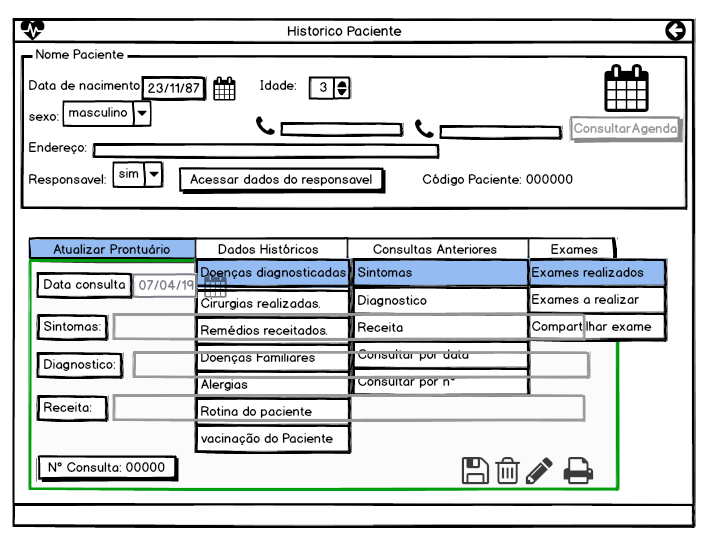 Historico Paciente
Nome Paciente
Data de nacimento 23/11/87 Idade: 3
sexo: masculino
ConsultarAgenda
Endereço:
Responsavel: sim Acessar dados do responsavel Código Paciente: 000000
Atualizar Prontuário Dados Históricos Consultas Anteriores Exames
Doenças diagnosticadas Sintomas Exames realizados
Data consulta 07/04/19
Cirurgias realizadas. Diagnostico Exames a realizar
Sintomas: Remédios receitados. Receita Compartilhar exame
Diagnostico: Doenças Familiares Consultar por data
Alergias Consultar por n°
Receita: Rotina do paciente
vacinação do Paciente
N° Consulta: 00000